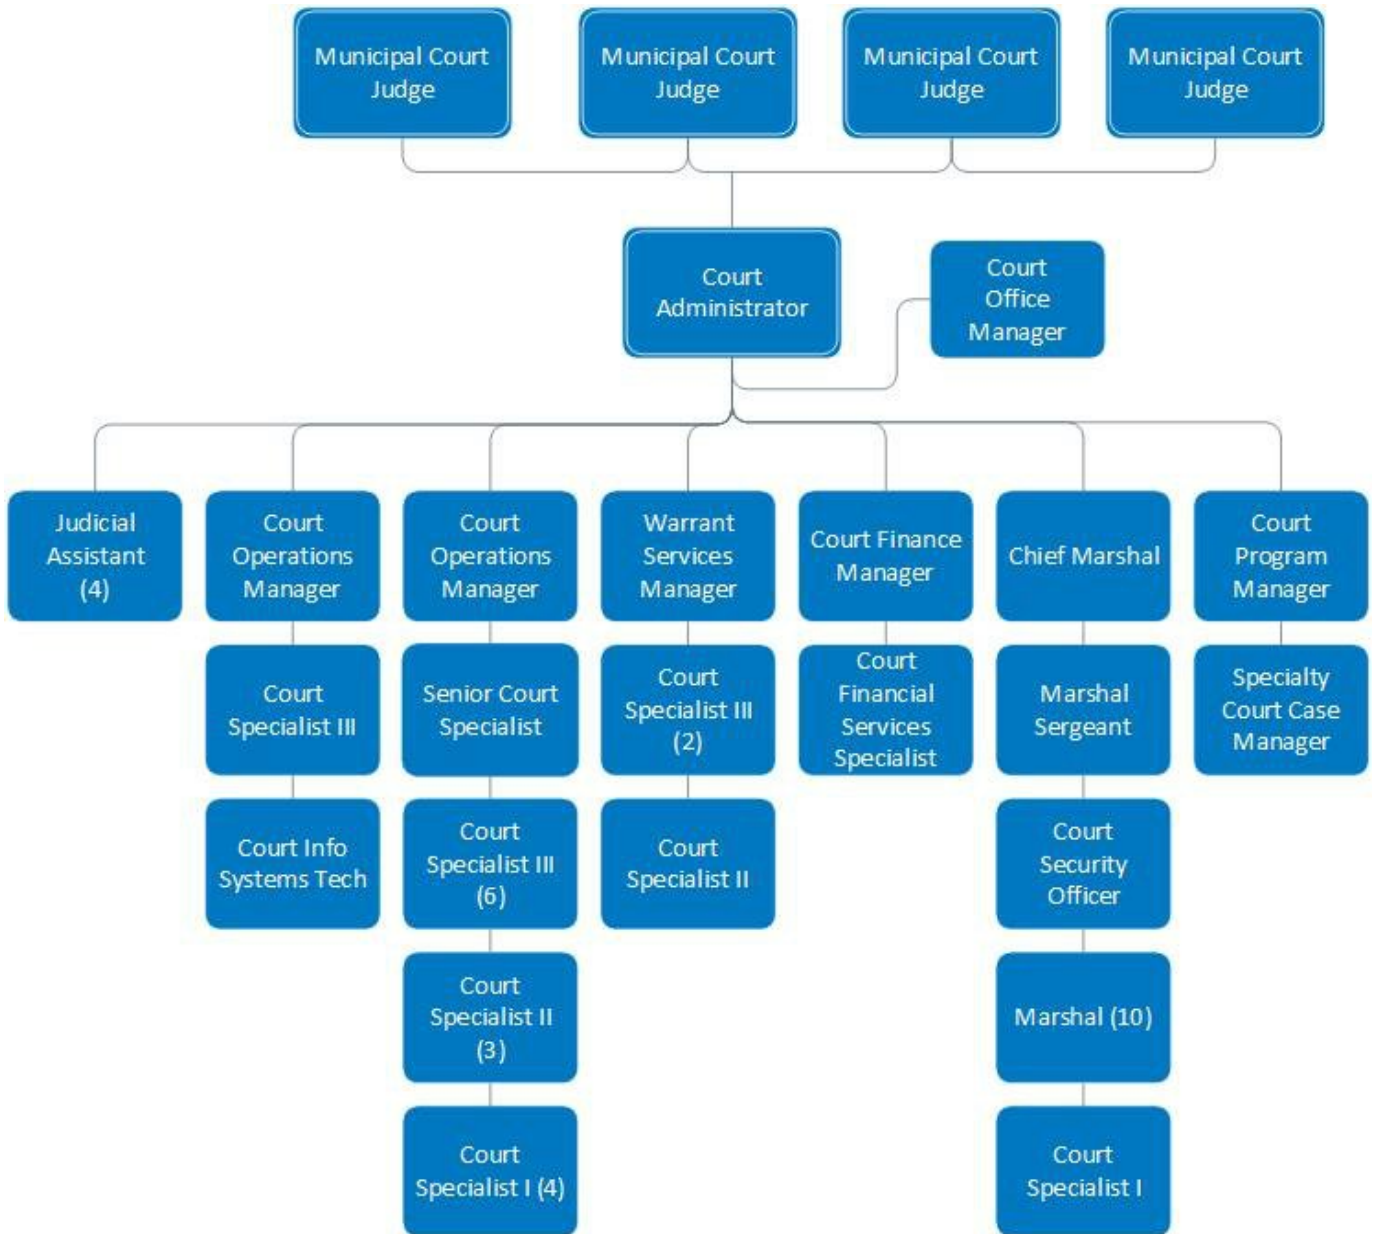 Municipal Court
Judge
Municipal Court
Judge
Municipal Court
Judge
Municipal Court
Judge
Court
Administrator
Court
Office
Manager
Judicial
Assistant
(4)
Court
Operations
Manager
Court
Operations
Manager
Warrant
Services
Manager
Court Finance
Manager
Chief Marshal
Court
Program
Manager
Court
Specialist III
Senior Court
Specialist
Court
Specialist III
(2)
Court
Financial
Services
Specialist
Marshal
Sergeant
Specialty
Court Case
Manager
Court Info
Systems Tech
Court
Specialist III
(6)
Court
Specialist II
Court
Security
Officer
Court
Specialist II
(3)
Marshal (10)
Court
Specialist I (4)
Court
Specialist I